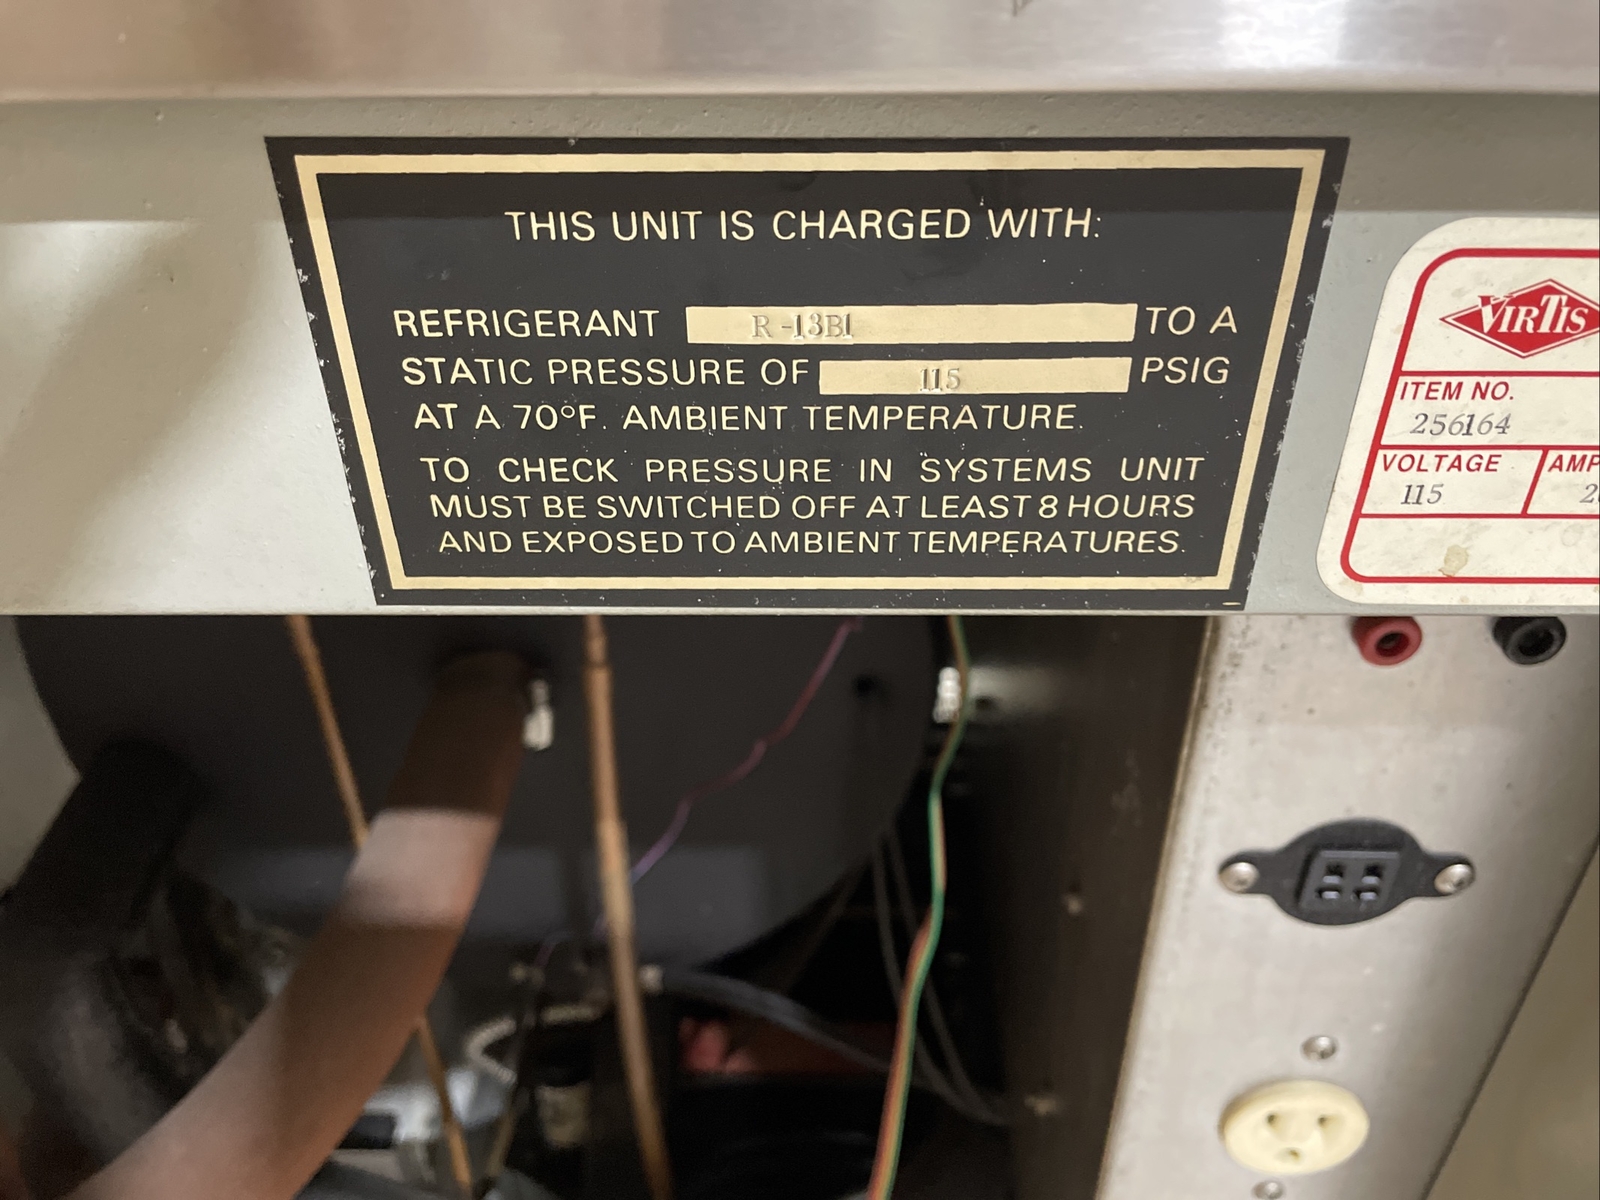 THIS UNIT IS CHARGED WITH:
REFRIGERANT R-13B1 TO A
STATIC PRESSURE OF 115 PSIG
AT A 70°F. AMBIENT TEMPERATURE.
TO CHECK PRESSURE IN SYSTEMS UNIT
MUST BE SWITCHED OFF AT LEAST 8 HOURS
AND EXPOSED TO AMBIENT TEMPERATURES.
VIRTIS
ITEM NO.
256164
VOLTAGE AMP
115